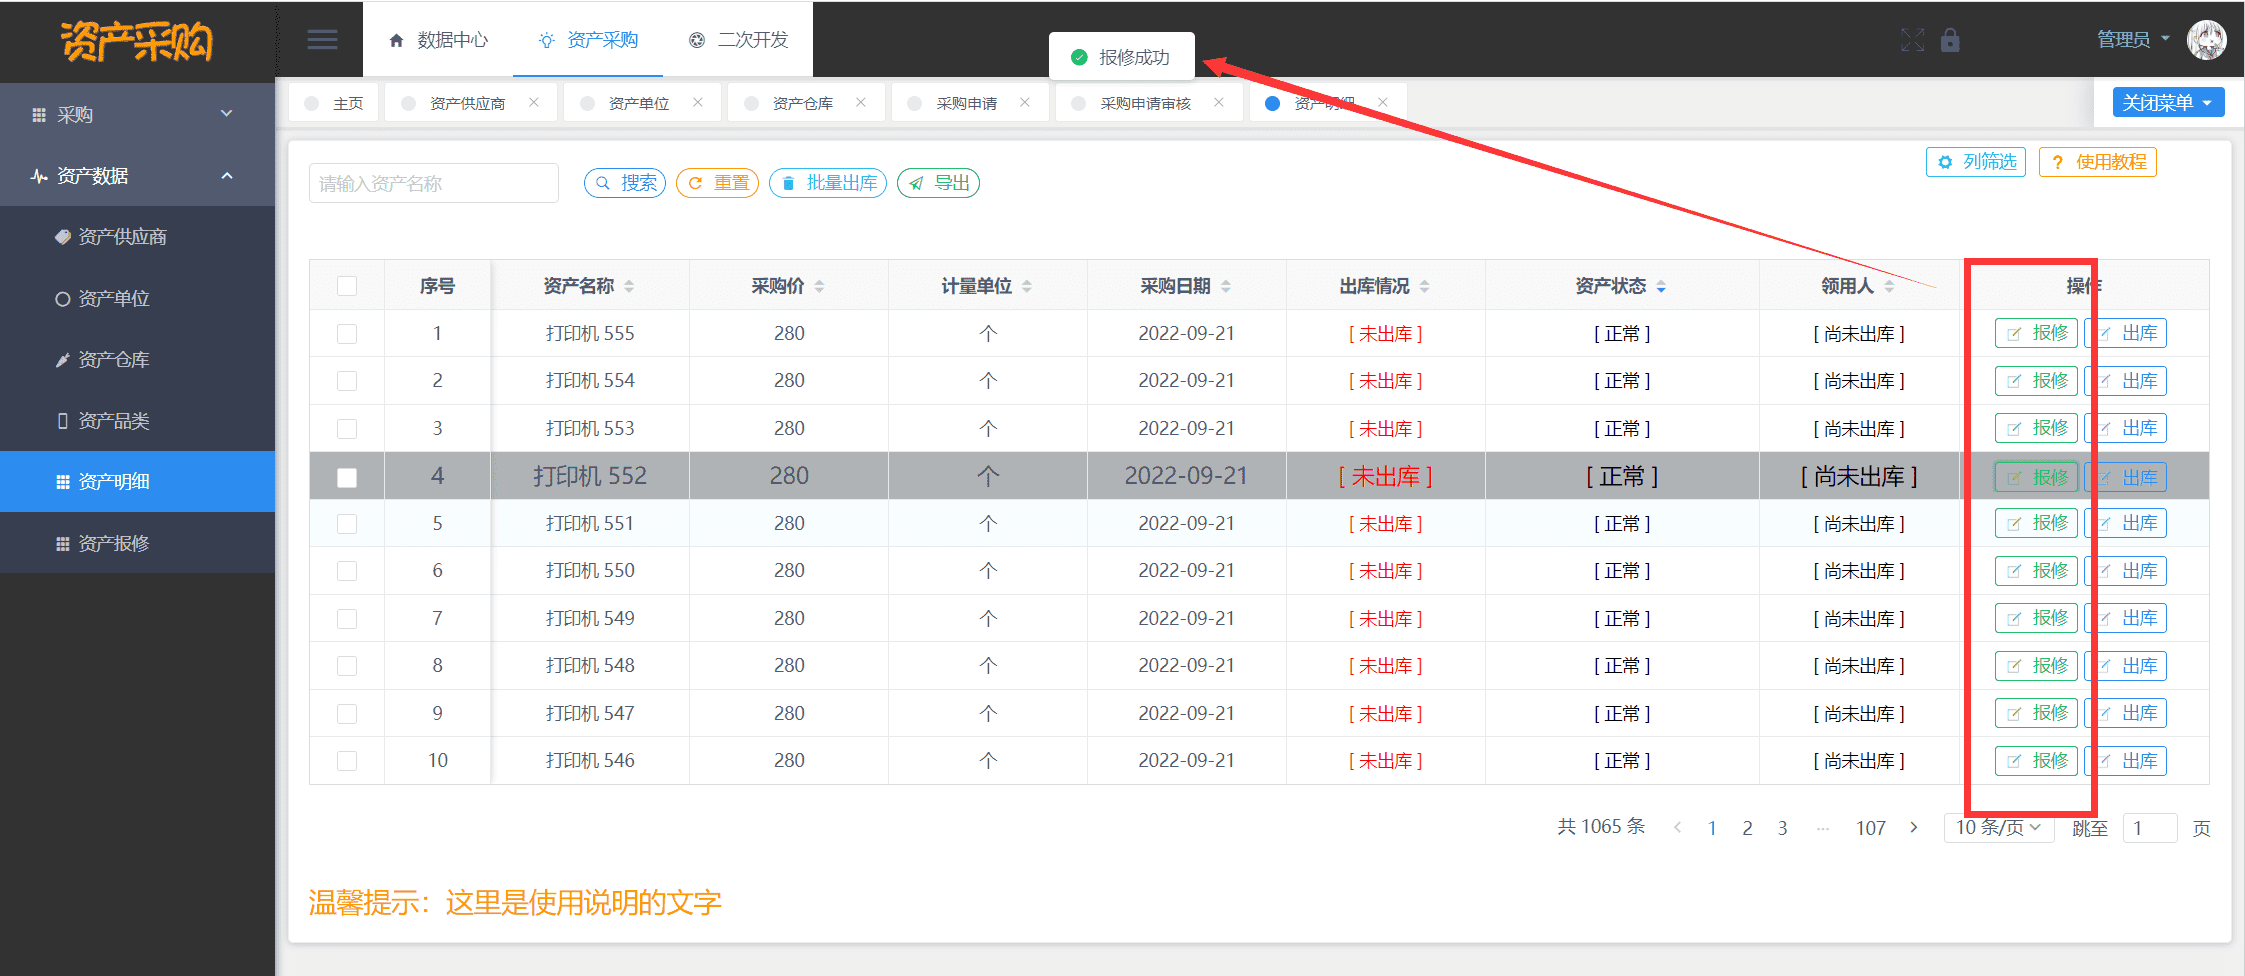 资产采购
数据中心
资产采购
二次开发
报修成功
管理员
主页
资产供应商
资产单位
资产仓库
采购申请
采购申请审核
资产明细
关闭菜单
采购
资产数据
资产供应商
资产单位
资产仓库
资产品类
资产明细
资产报修
请输入资产名称
搜索
重置
批量出库
导出
列筛选
? 使用教程
序号 资产名称 采购价 计量单位 采购日期 出库情况 资产状态 领用人 操作
1 打印机 555 280 个 2022-09-21 [ 未出库 ] [ 正常 ] [ 尚未出库 ] 报修 出库
2 打印机 554 280 个 2022-09-21 [ 未出库 ] [ 正常 ] [ 尚未出库 ] 报修 出库
3 打印机 553 280 个 2022-09-21 [ 未出库 ] [ 正常 ] [ 尚未出库 ] 报修 出库
4 打印机 552 280 个 2022-09-21 [ 未出库 ] [ 正常 ] [ 尚未出库 ] 报修 出库
5 打印机 551 280 个 2022-09-21 [ 未出库 ] [ 正常 ] [ 尚未出库 ] 报修 出库
6 打印机 550 280 个 2022-09-21 [ 未出库 ] [ 正常 ] [ 尚未出库 ] 报修 出库
7 打印机 549 280 个 2022-09-21 [ 未出库 ] [ 正常 ] [ 尚未出库 ] 报修 出库
8 打印机 548 280 个 2022-09-21 [ 未出库 ] [ 正常 ] [ 尚未出库 ] 报修 出库
9 打印机 547 280 个 2022-09-21 [ 未出库 ] [ 正常 ] [ 尚未出库 ] 报修 出库
10 打印机 546 280 个 2022-09-21 [ 未出库 ] [ 正常 ] [ 尚未出库 ] 报修 出库
共 1065 条 < 1 2 3 ··· 107 > 10 条/页 跳至 1 页
温馨提示：这里是使用说明的文字